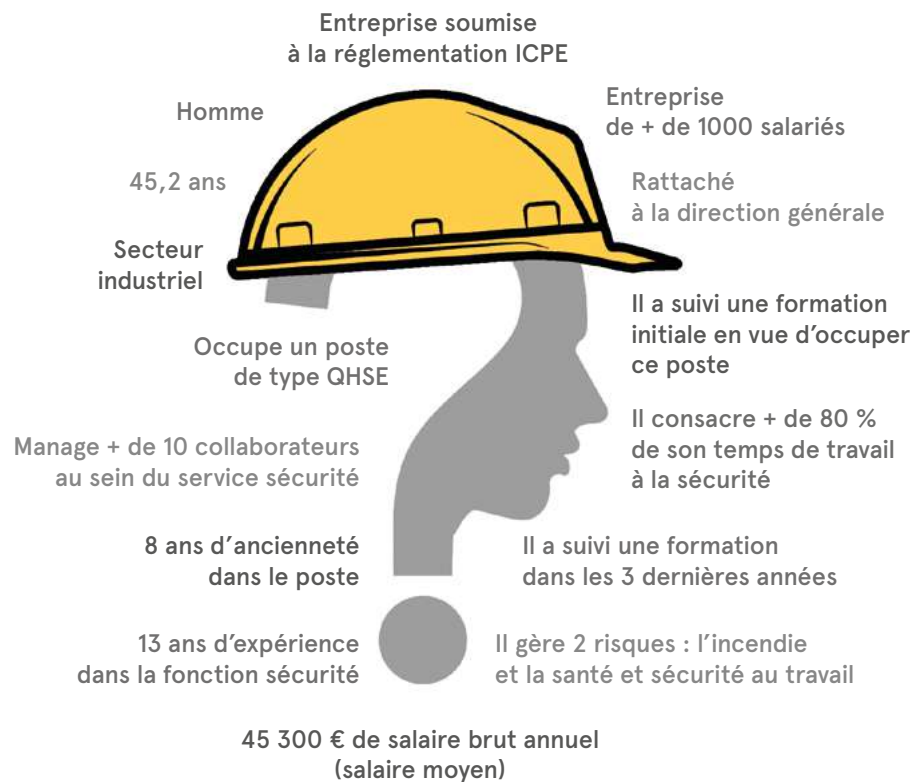 Entreprise soumise
à la réglementation ICPE
Homme
Entreprise
de + de 1000 salariés
45,2 ans
Rattaché
à la direction générale
Secteur
industriel
Il a suivi une formation
initiale en vue d’occuper
ce poste
Occupe un poste
de type QHSE
Il consacre + de 80 %
de son temps de travail
à la sécurité
Manage + de 10 collaborateurs
au sein du service sécurité
8 ans d’ancienneté
dans le poste
Il a suivi une formation
dans les 3 dernières années
13 ans d’expérience
dans la fonction sécurité
Il gère 2 risques : l’incendie
et la santé et sécurité au travail
45 300 € de salaire brut annuel
(salaire moyen)